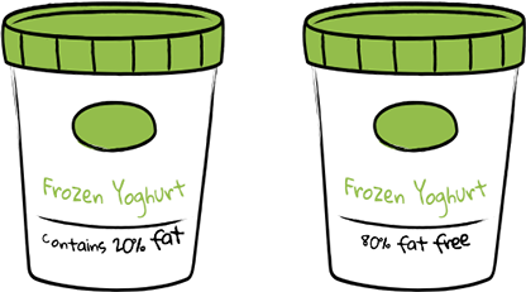 Frozen Yoghurt
Contains 20% fat
Frozen Yoghurt
80% fat free